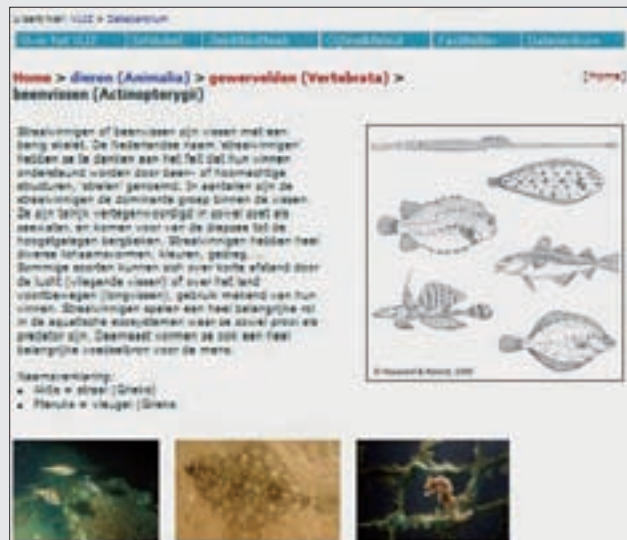 U bent hier: VLIZ > Datacentrum
Over het VLIZ
Zeebibliotheek
Faciliteiten
Datacentrum
Home > dieren (Animalia) > gewervelden (Vertebrata) >
[Home]
beenvissen (Actinopterygii)
Straalvinnigen of beenvissen zijn vissen met een
benig skelet. De Nederlandse naam 'straalvinnigen'
hebben ze te danken aan het feit dat hun vinnen
ondersteund worden door been- of hoornachtige
structuren, 'stralen' genoemd. In aantallen zijn de
straalvinnigen de dominante groep binnen de vissen.
Ze zijn talrijk vertegenwoordigd in zowel zoet als
zeewater, en komen voor van de diepzee tot de
hoogstgelegen bergbeken. Straalvinnigen hebben heel
diverse lichaamsvormen, kleuren, gedrag.
Sommige soorten kunnen zich over korte afstand door
de lucht (vliegende vissen) of over het land
voortbewegen (longvissen), gebruik makend van hun
vinnen. Straalvinnigen spelen een heel belangrijke rol
in de aquatische ecosystemen waar ze zowel prooi als
predator zijn. Daarnaast vormen ze ook een heel
belangrijke voedselbron voor de mens.
Naamsverklaring:
• Aktis = straal (Grieks)
• Pteruks = vleugel (Grieks